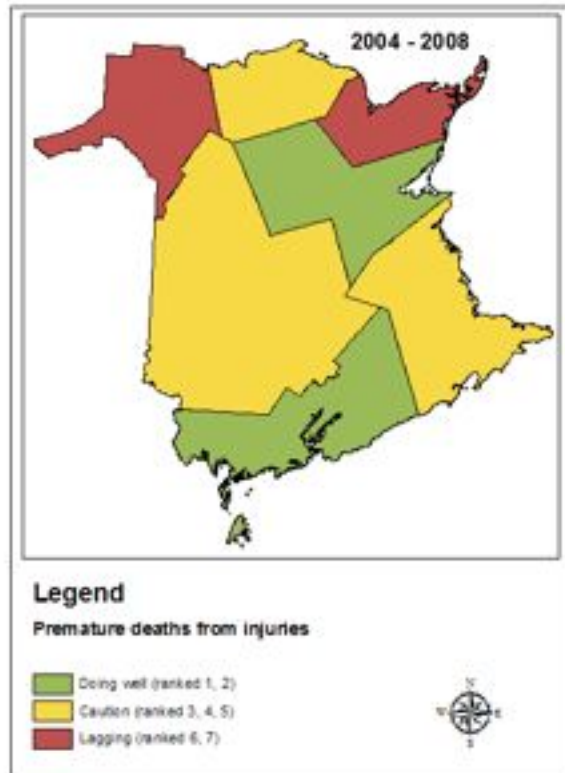 2004 - 2008
Legend
Premature deaths from injuries
Doing well (ranked 1, 2)
Caution (ranked 3, 4, 5)
Lagging (ranked 6, 7)
N
W E
S